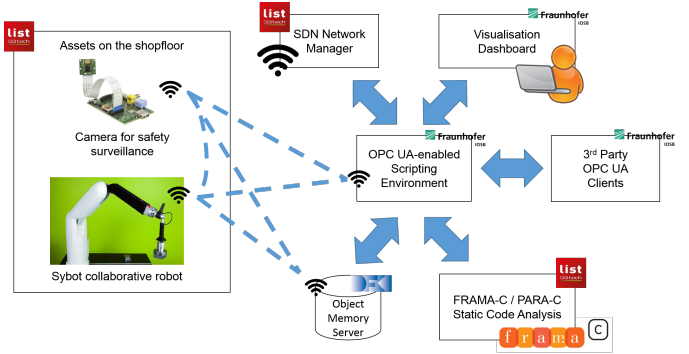 list
Assets on the shopfloor
Camera for safety
surveillance
Sybot collaborative robot
list
SDN Network
Manager
Fraunhofer
IOSB
Visualisation
Dashboard
Fraunhofer
IOSB
OPC UA-enabled
Scripting
Environment
Fraunhofer
IOSB
3rd Party
OPC UA
Clients
DFKI
Object
Memory
Server
list
FRAMA-C / PARA-C
Static Code Analysis
frama
C